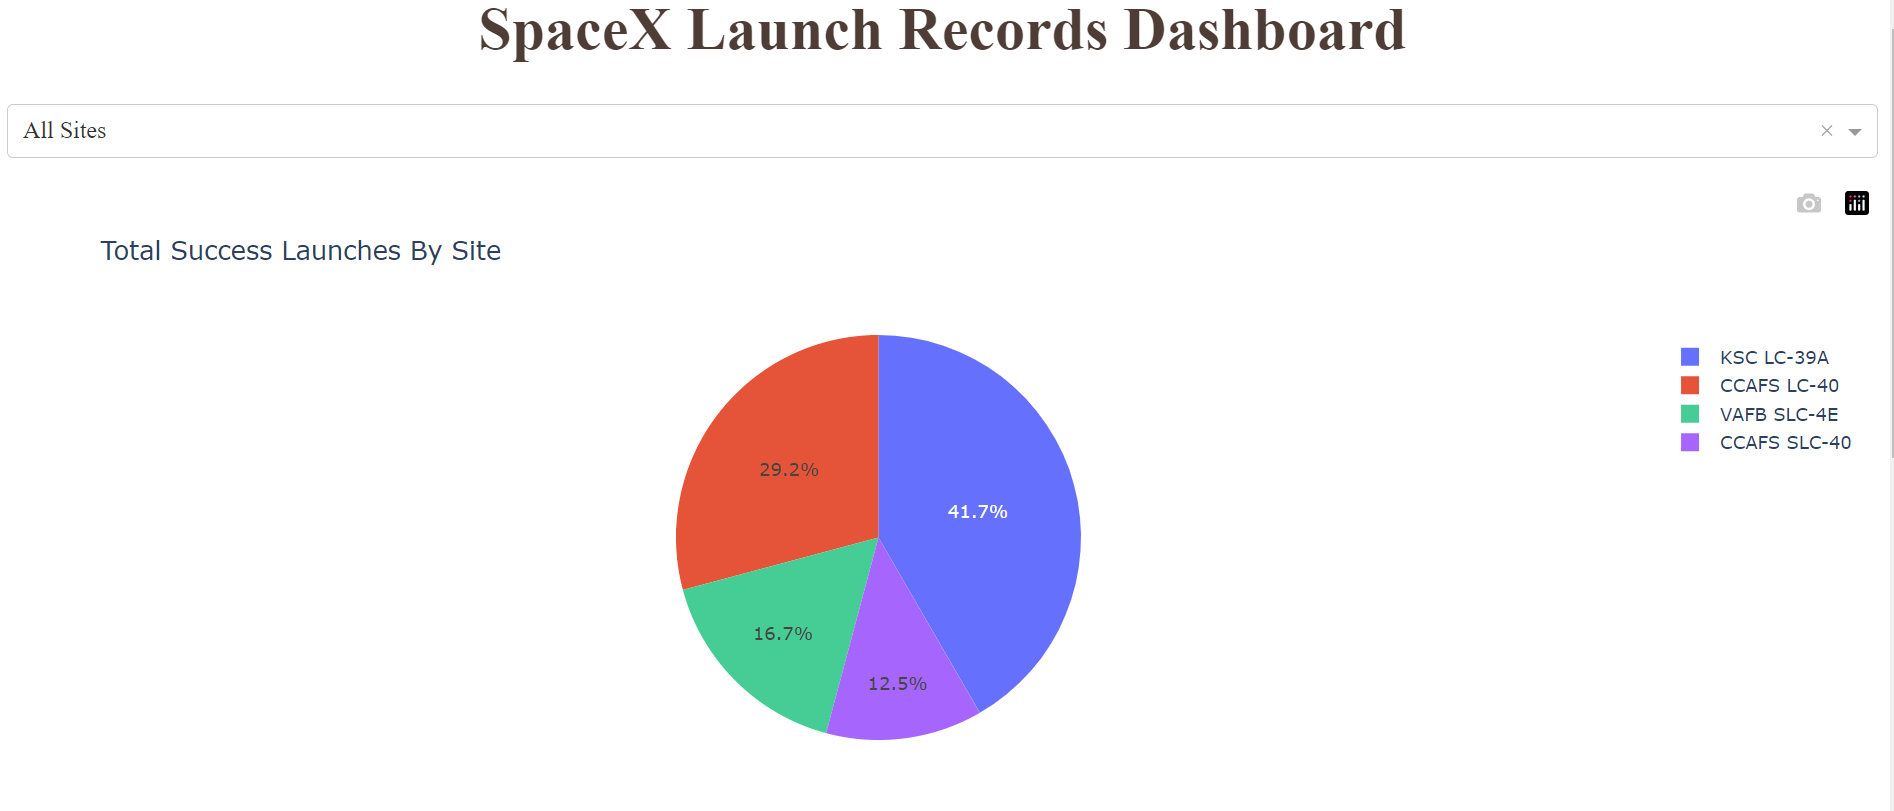 SpaceX Launch Records Dashboard
All Sites
Total Success Launches By Site
KSC LC-39A
CCAFS LC-40
VAFB SLC-4E
CCAFS SLC-40
29.2%
41.7%
16.7%
12.5%